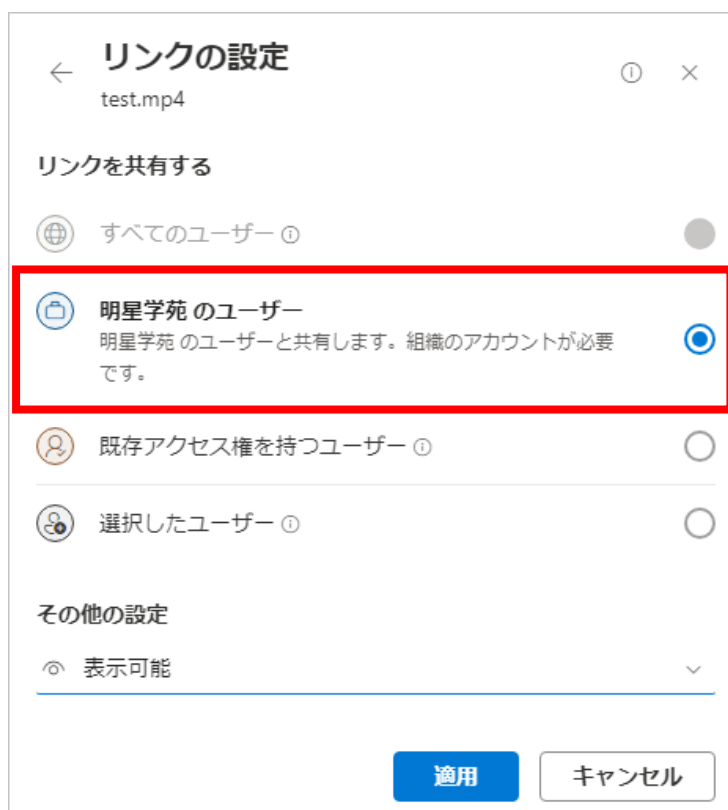 リンクの設定
test.mp4
リンクを共有する
すべてのユーザー
明星学苑 のユーザー
明星学苑 のユーザーと共有します。組織のアカウントが必要
です。
既存アクセス権を持つユーザー
選択したユーザー
その他の設定
表示可能
適用
キャンセル